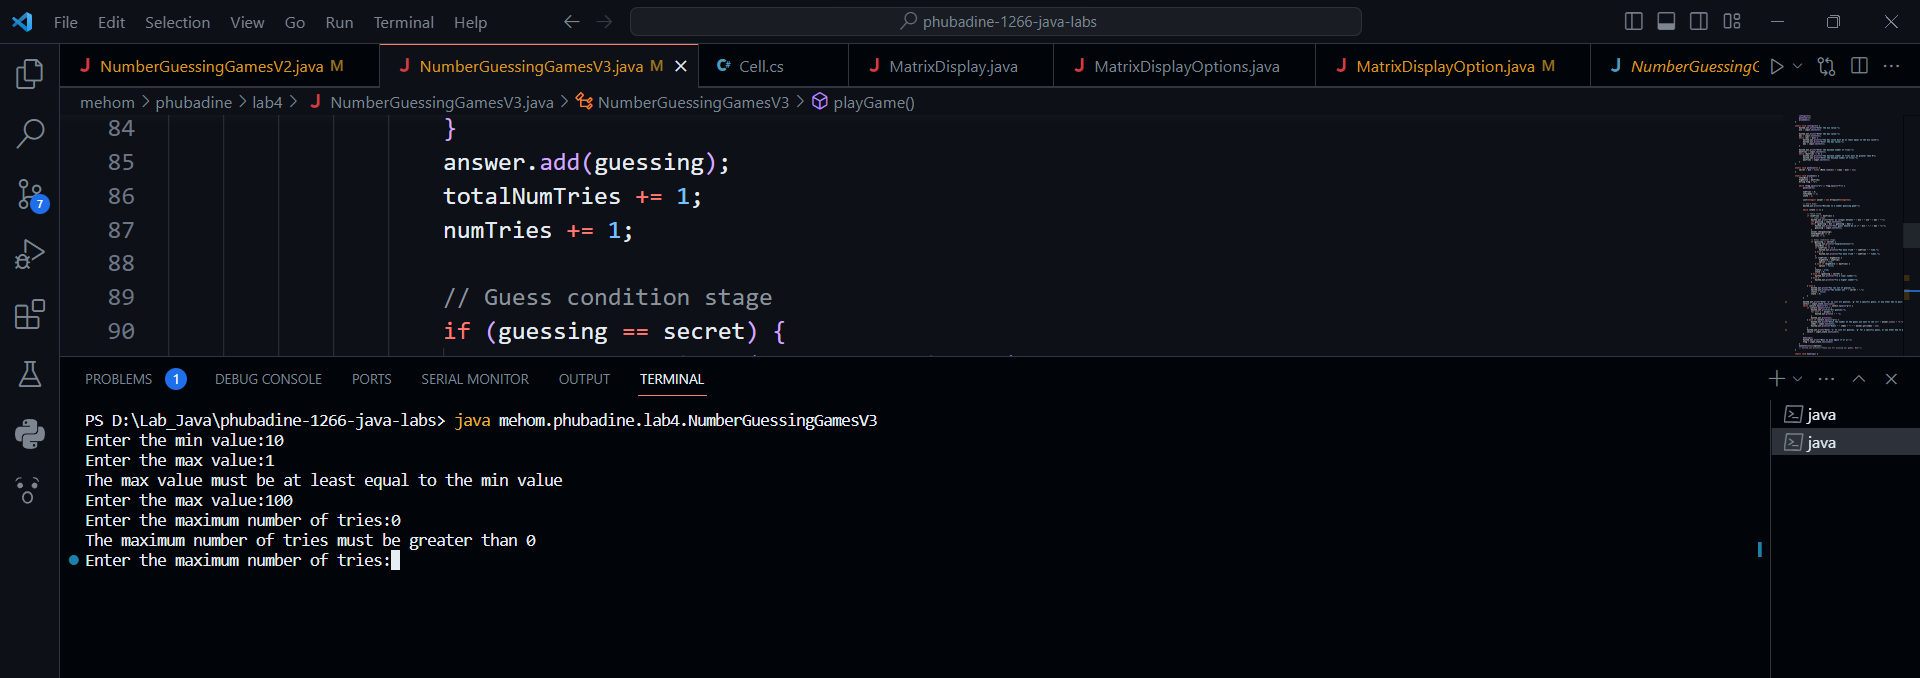 File Edit Selection View Go Run Terminal Help phubadine-1266-java-labs
NumberGuessingGamesV2.java M NumberGuessingGamesV3.java M Cell.cs MatrixDisplay.java MatrixDisplayOptions.java MatrixDisplayOption.java M NumberGuessingG
mehom > phubadine > lab4 > NumberGuessingGamesV3.java > NumberGuessingGamesV3 > playGame()
84 }
85 answer.add(guessing);
86 totalNumTries += 1;
87 numTries += 1;
88
89 // Guess condition stage
90 if (guessing == secret) {
7
PROBLEMS 1 DEBUG CONSOLE PORTS SERIAL MONITOR OUTPUT TERMINAL
PS D:\Lab_Java\phubadine-1266-java-labs> java mehom.phubadine.lab4.NumberGuessingGamesV3
Enter the min value:10
Enter the max value:1
The max value must be at least equal to the min value
Enter the max value:100
Enter the maximum number of tries:0
The maximum number of tries must be greater than 0
Enter the maximum number of tries:
java
java